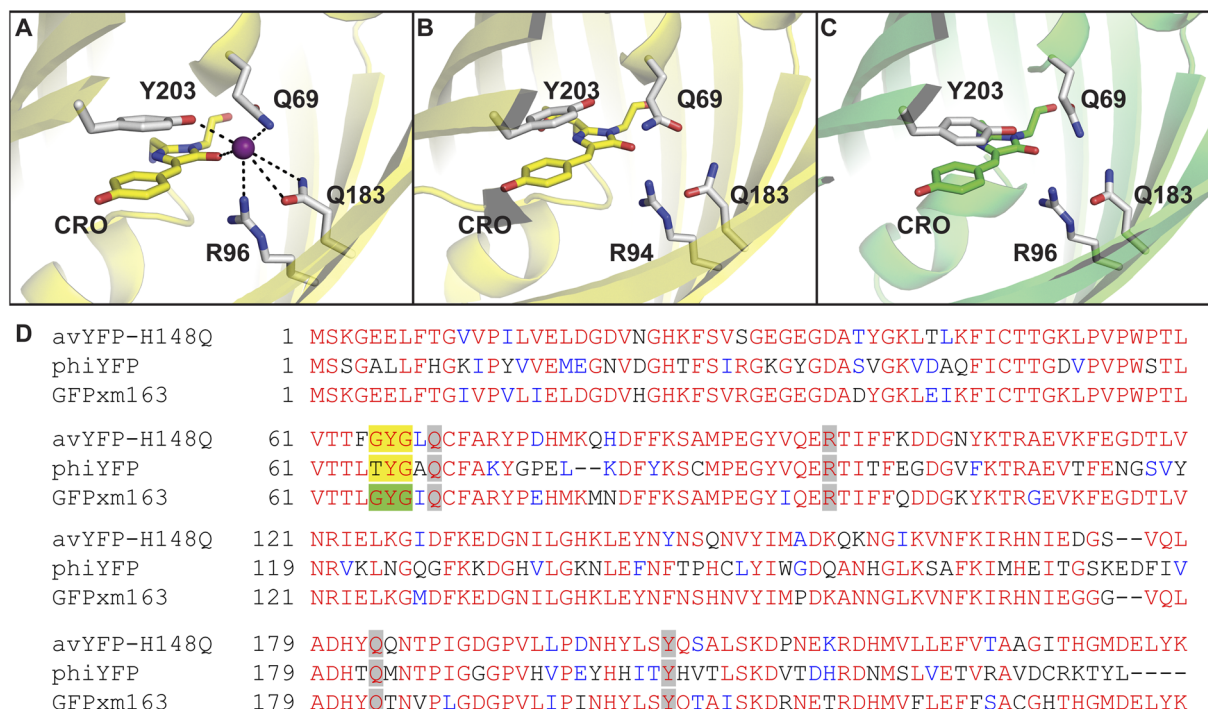 A
Y203
Q69
Q183
CRO
R96
B
Y203
Q69
Q183
CRO
R94
C
Y203
Q69
Q183
CRO
R96
D
avYFP-H148Q 1 MSKGEELFTGVVPILVELDGDVNGHKFSVSGEGEGDATYGKLTLKFICTTGKLPVPWPTL
phiYFP 1 MSSGALLFHGKIPYVVEMEGNVDGHTFSIRGKGYGDASVGKVDAQFICTTGDVPVPWSTL
GFPxm163 1 MSKGEELFTGIVPVLIELDGDVHGHKFSVRGEGEGDADYGKLEIKFICTTGKLPVPWPTL
avYFP-H148Q 61 VTTFGYGLQCFARYPDHMKQHDFFKSAMPEGYVQERTIFFKDDGNYKTRAEVKFEGDTLV
phiYFP 61 VTTLTYGAQCFAKYGPEL--KDFYKSCMPEGYVQERTITFEGDGVFKTRAEVTFENGSVY
GFPxm163 61 VTTLGYGIQCFARYPEHMKMNDFFKSAMPEGYIQERTIFFQDDGKYKTRGEVKFEGDTLV
avYFP-H148Q 121 NRIELKGIDFKEDGNILGHKLEYNYNSQNVYIMADKQKNGIKVNFKIRHNIEDGS--VQL
phiYFP 119 NRVKLNGQGFKKDGHVLGKNLEFNFTPHCLYIWGDQANHGLKSAFKIMHEITGSKEDFIV
GFPxm163 121 NRIELKGMDFKEDGNILGHKLEYNFNSHNVYIMPDKANNGLKVNFKIRHNIEGGG--VQL
avYFP-H148Q 179 ADHYQQNTPIGDGPVLLPDNHYLSYQSALSKDPNEKRDHMVLLEFVTAAGITHGMDELYK
phiYFP 179 ADHTQMNTPIGGGPVHVPEYHHITYHVTLSKDVTDHRDNMSLVETVRAVDCRKTYL----
GFPxm163 179 ADHYQTNVPLGDGPVLIPINHYLSYQTAISKDRNETRDHMVFLEFFSACGHTHGMDELYK